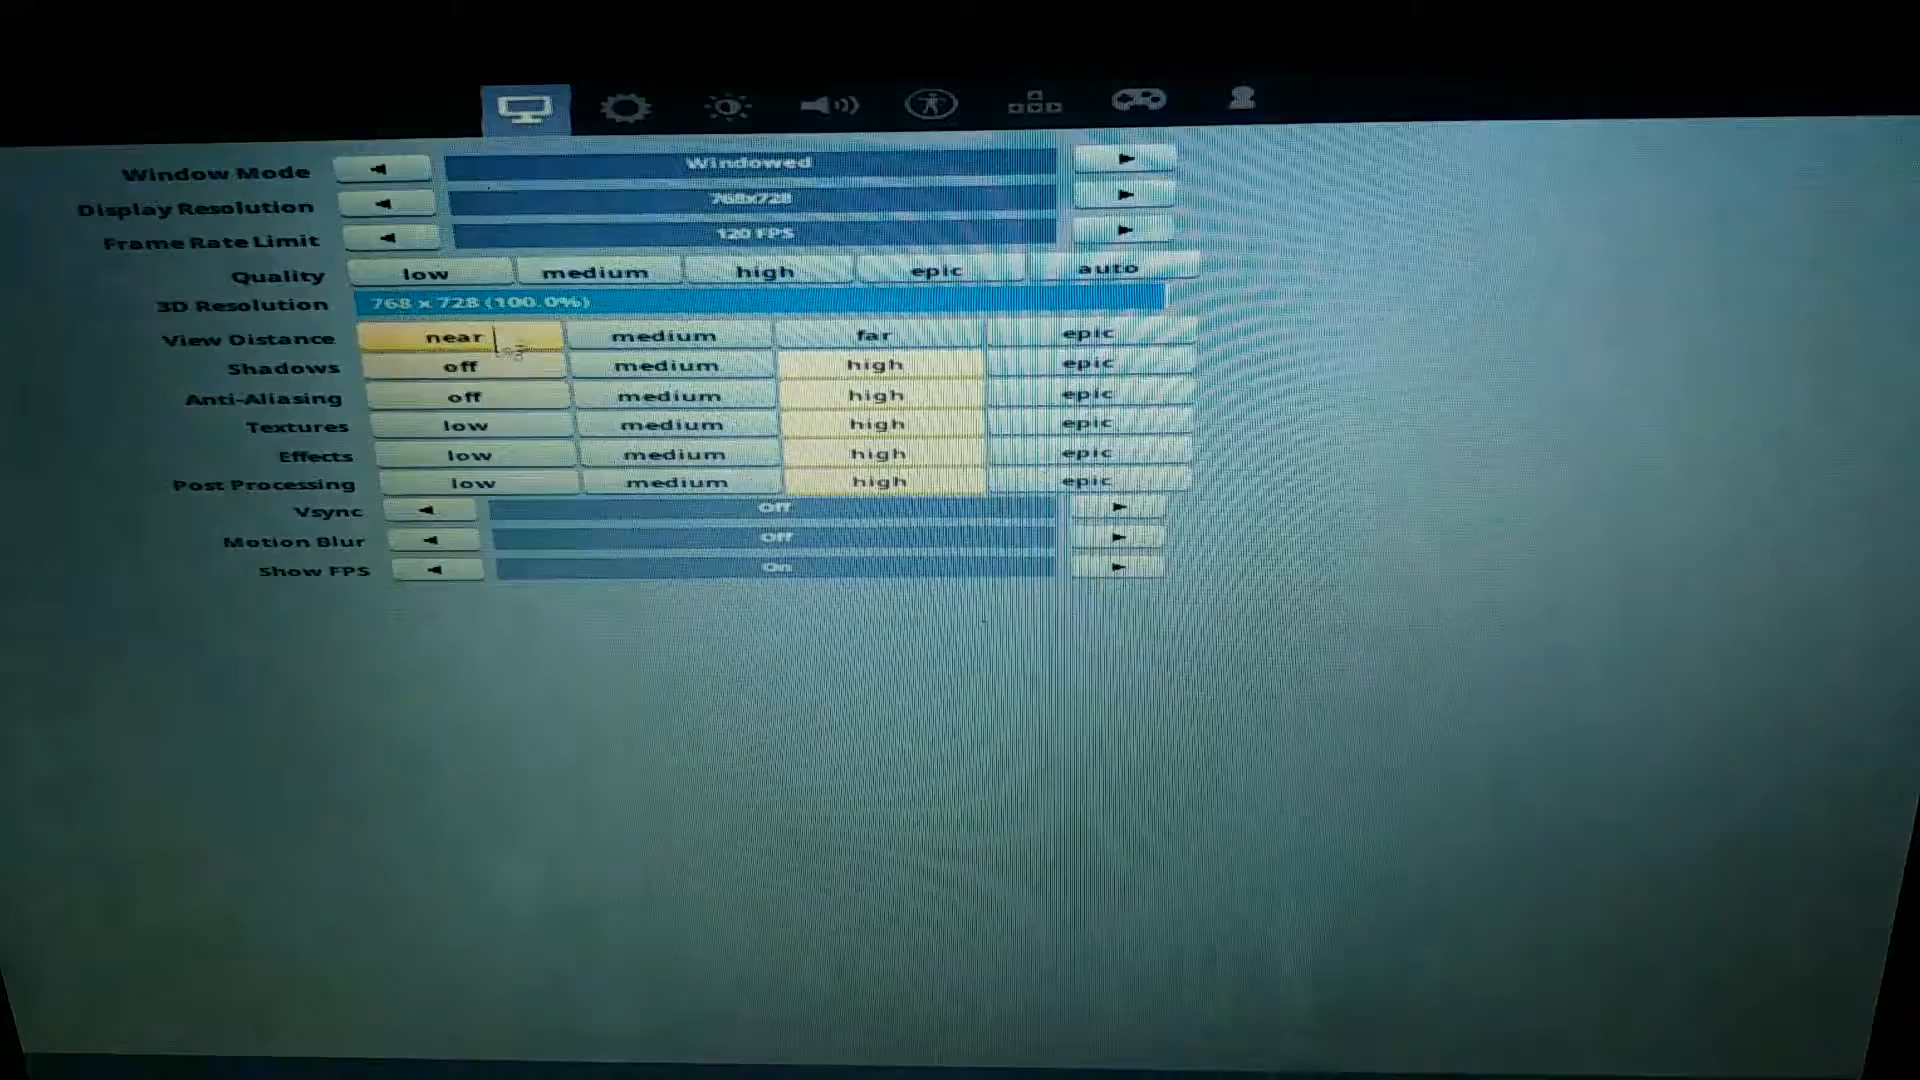 Window Mode Windowed
Display Resolution 768x728
Frame Rate Limit 120 FPS
Quality low medium high epic auto
3D Resolution 768 x 728 (100.0%)
View Distance near medium far epic
Shadows off medium high epic
Anti-Aliasing off medium high epic
Textures low medium high epic
Effects low medium high epic
Post Processing low medium high epic
Vsync Off
Motion Blur Off
Show FPS On